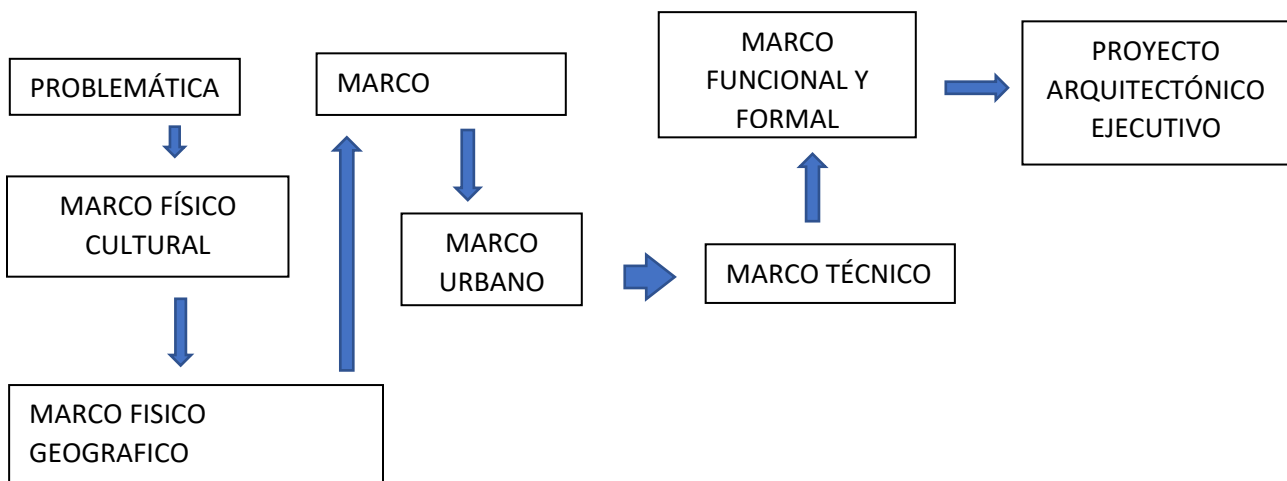 PROBLEMÁTICA
MARCO FÍSICO
CULTURAL
MARCO FISICO
GEOGRAFICO
MARCO
MARCO
URBANO
MARCO TÉCNICO
MARCO
FUNCIONAL Y
FORMAL
PROYECTO
ARQUITECTÓNICO
EJECUTIVO